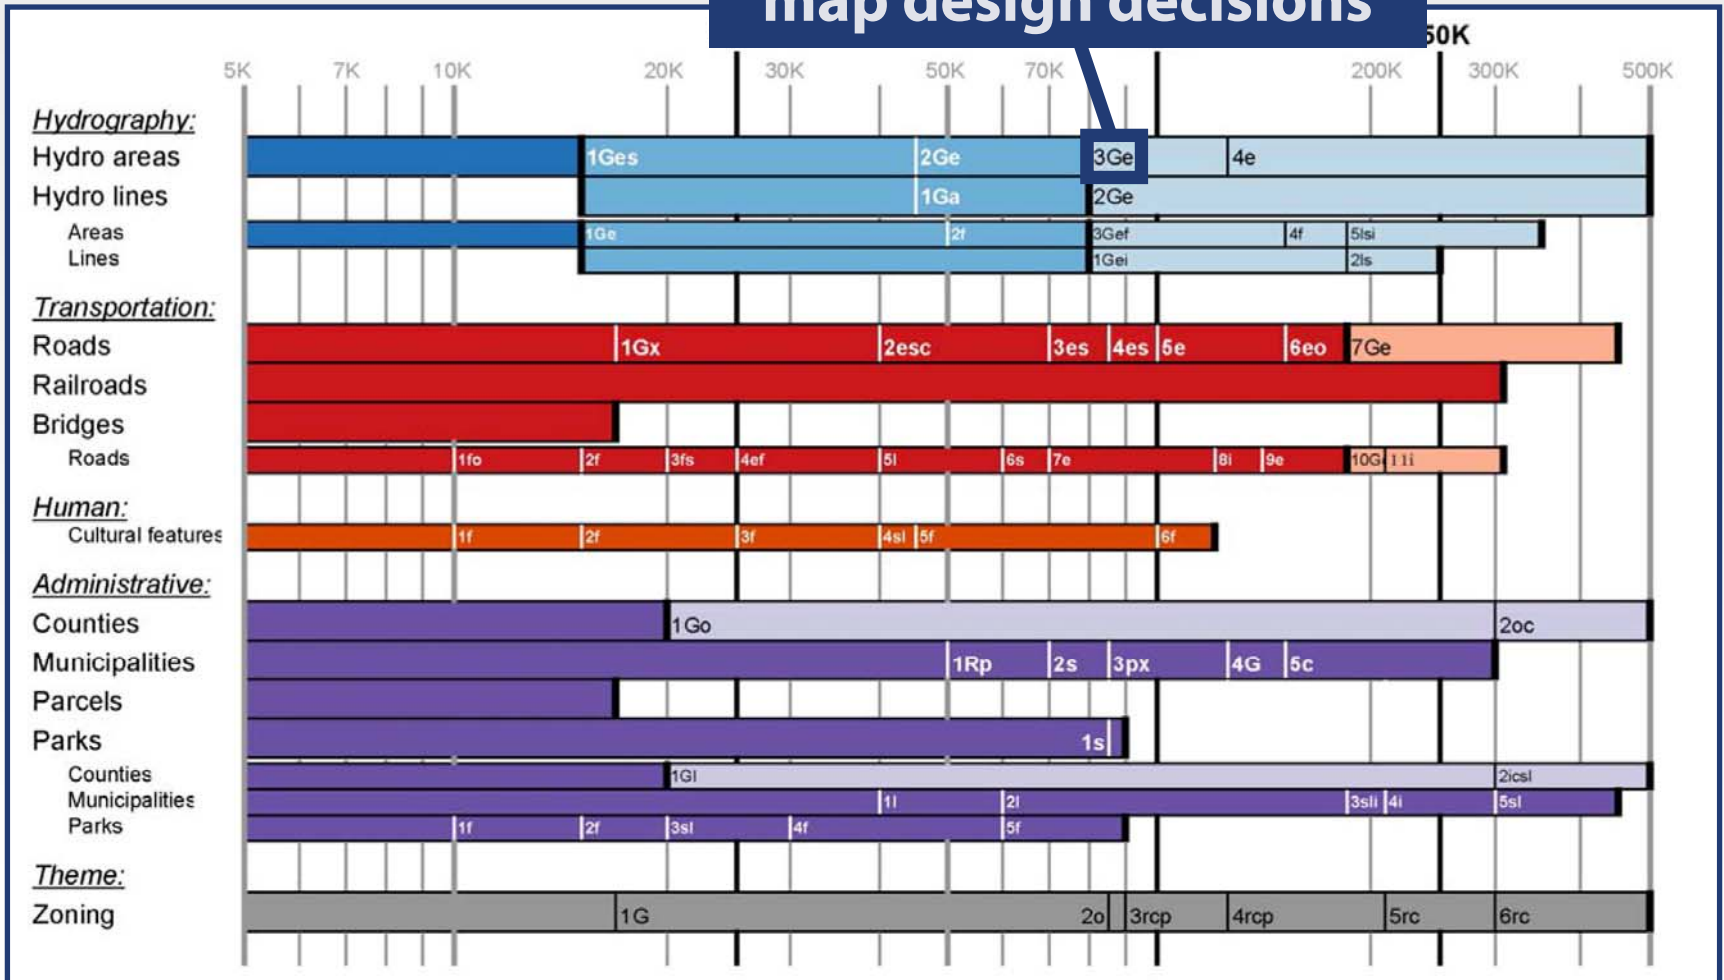 map design decisions
50K
5K 7K 10K 20K 30K 50K 70K 200K 300K 500K
Hydrography:
Hydro areas 1Ges 2Ge 3Ge 4e
Hydro lines 1Ga 2Ge
Areas 1Ge 2f 3Gef 4f 5lsi
Lines 1Gei 2ls
Transportation:
Roads 1Gx 2esc 3es 4es 5e 6eo 7Ge
Railroads
Bridges
Roads 1fo 2f 3fs 4ef 5l 6s 7e 8i 9e 10G 11i
Human:
Cultural features 1f 2f 3f 4sl 5f 6f
Administrative:
Counties 1Go 2oc
Municipalities 1Rp 2s 3px 4G 5c
Parcels
Parks 1s
Counties 1Gl 2icsl
Municipalities 1l 2l 3sli 4i 5sl
Parks 1f 2f 3sl 4f 5f
Theme:
Zoning 1G 2o 3rcp 4rcp 5rc 6rc